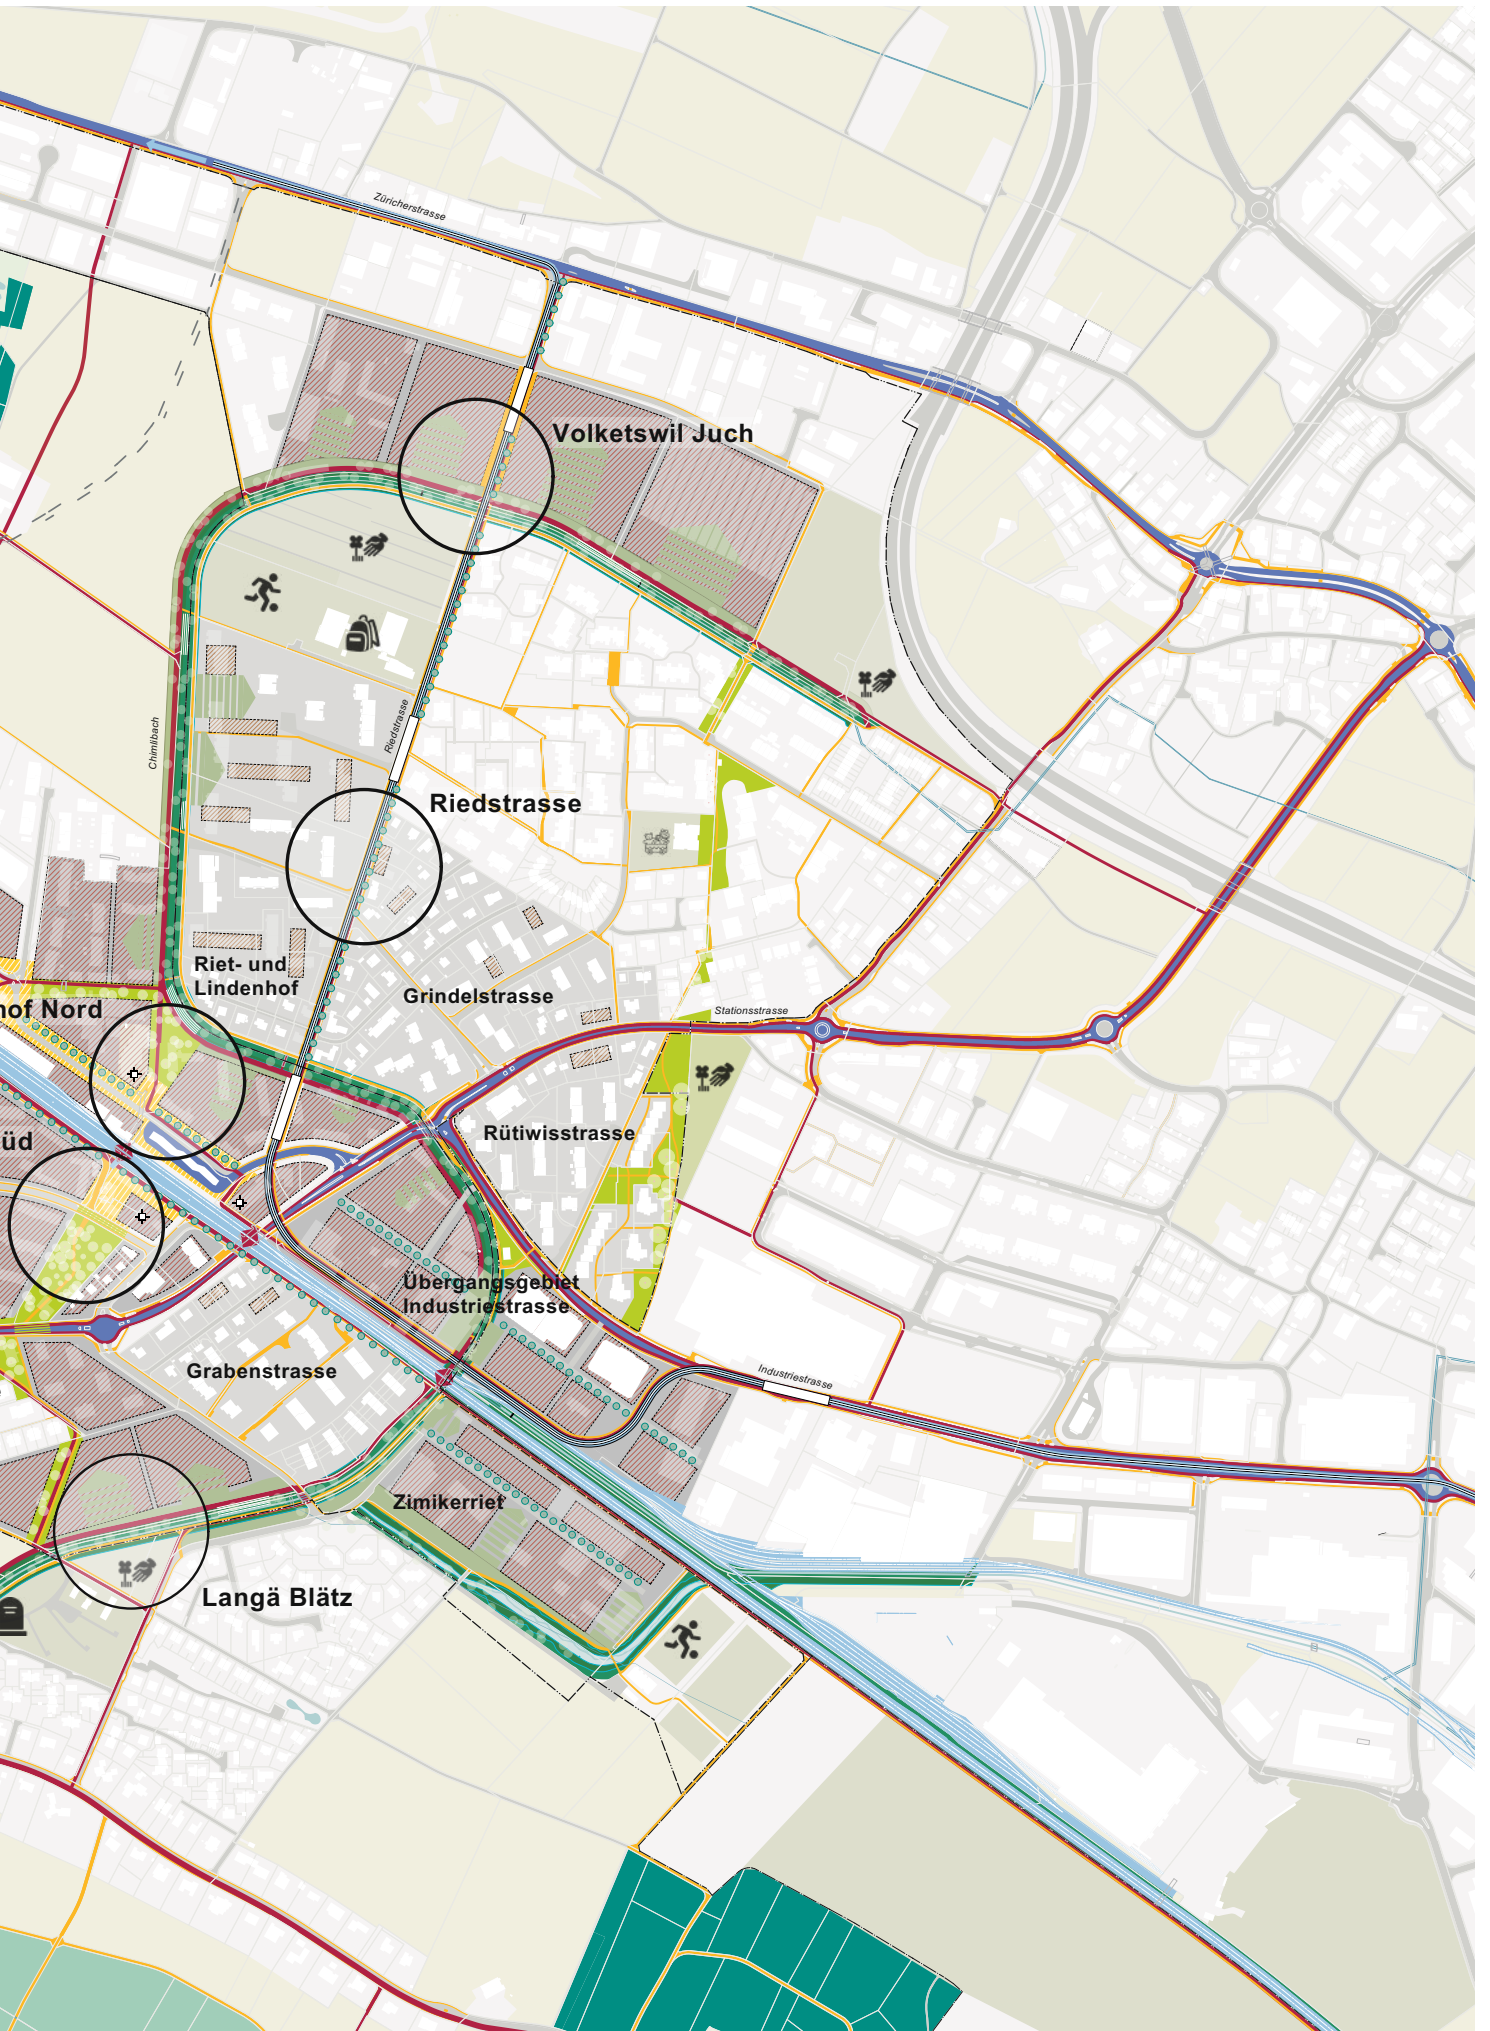 Züricherstrasse
Volketswil Juch
Riedstrasse
Chimlibach
Riedstrasse
Riet- und
Lindenhof
Grindelstrasse
hof Nord
Stationsstrasse
üd
Rütiwisstrasse
Übergangsgebiet
Industriestrasse
Grabenstrasse
Industriestrasse
Zimikerriet
Langä Blätz